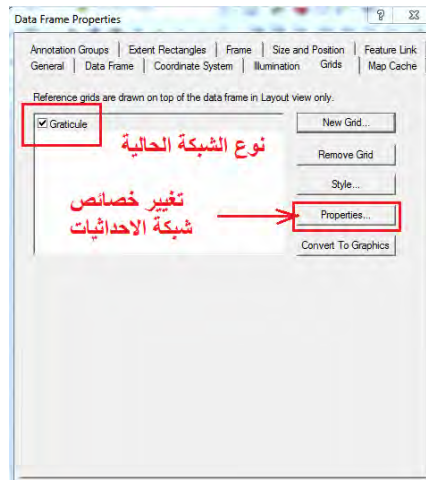 Data Frame Properties
Annotation Groups | Extent Rectangles | Frame | Size and Position | Feature Link
General | Data Frame | Coordinate System | Illumination | Grids | Map Cache
Reference grids are drawn on top of the data frame in Layout view only.
Graticule
New Grid...
نوع الشبكة الحالية
Remove Grid
Style...
تغيير خصائص
شبكة الاحداثيات
Properties...
Convert To Graphics